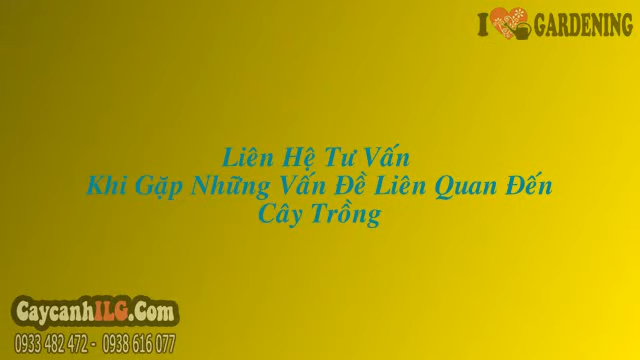 I GARDENING
Liên Hệ Tư Vấn
Khi Gặp Những Vấn Đề Liên Quan Đến
Cây Trồng
CaycanhILG.Com
0933 482 472 - 0938 616 077